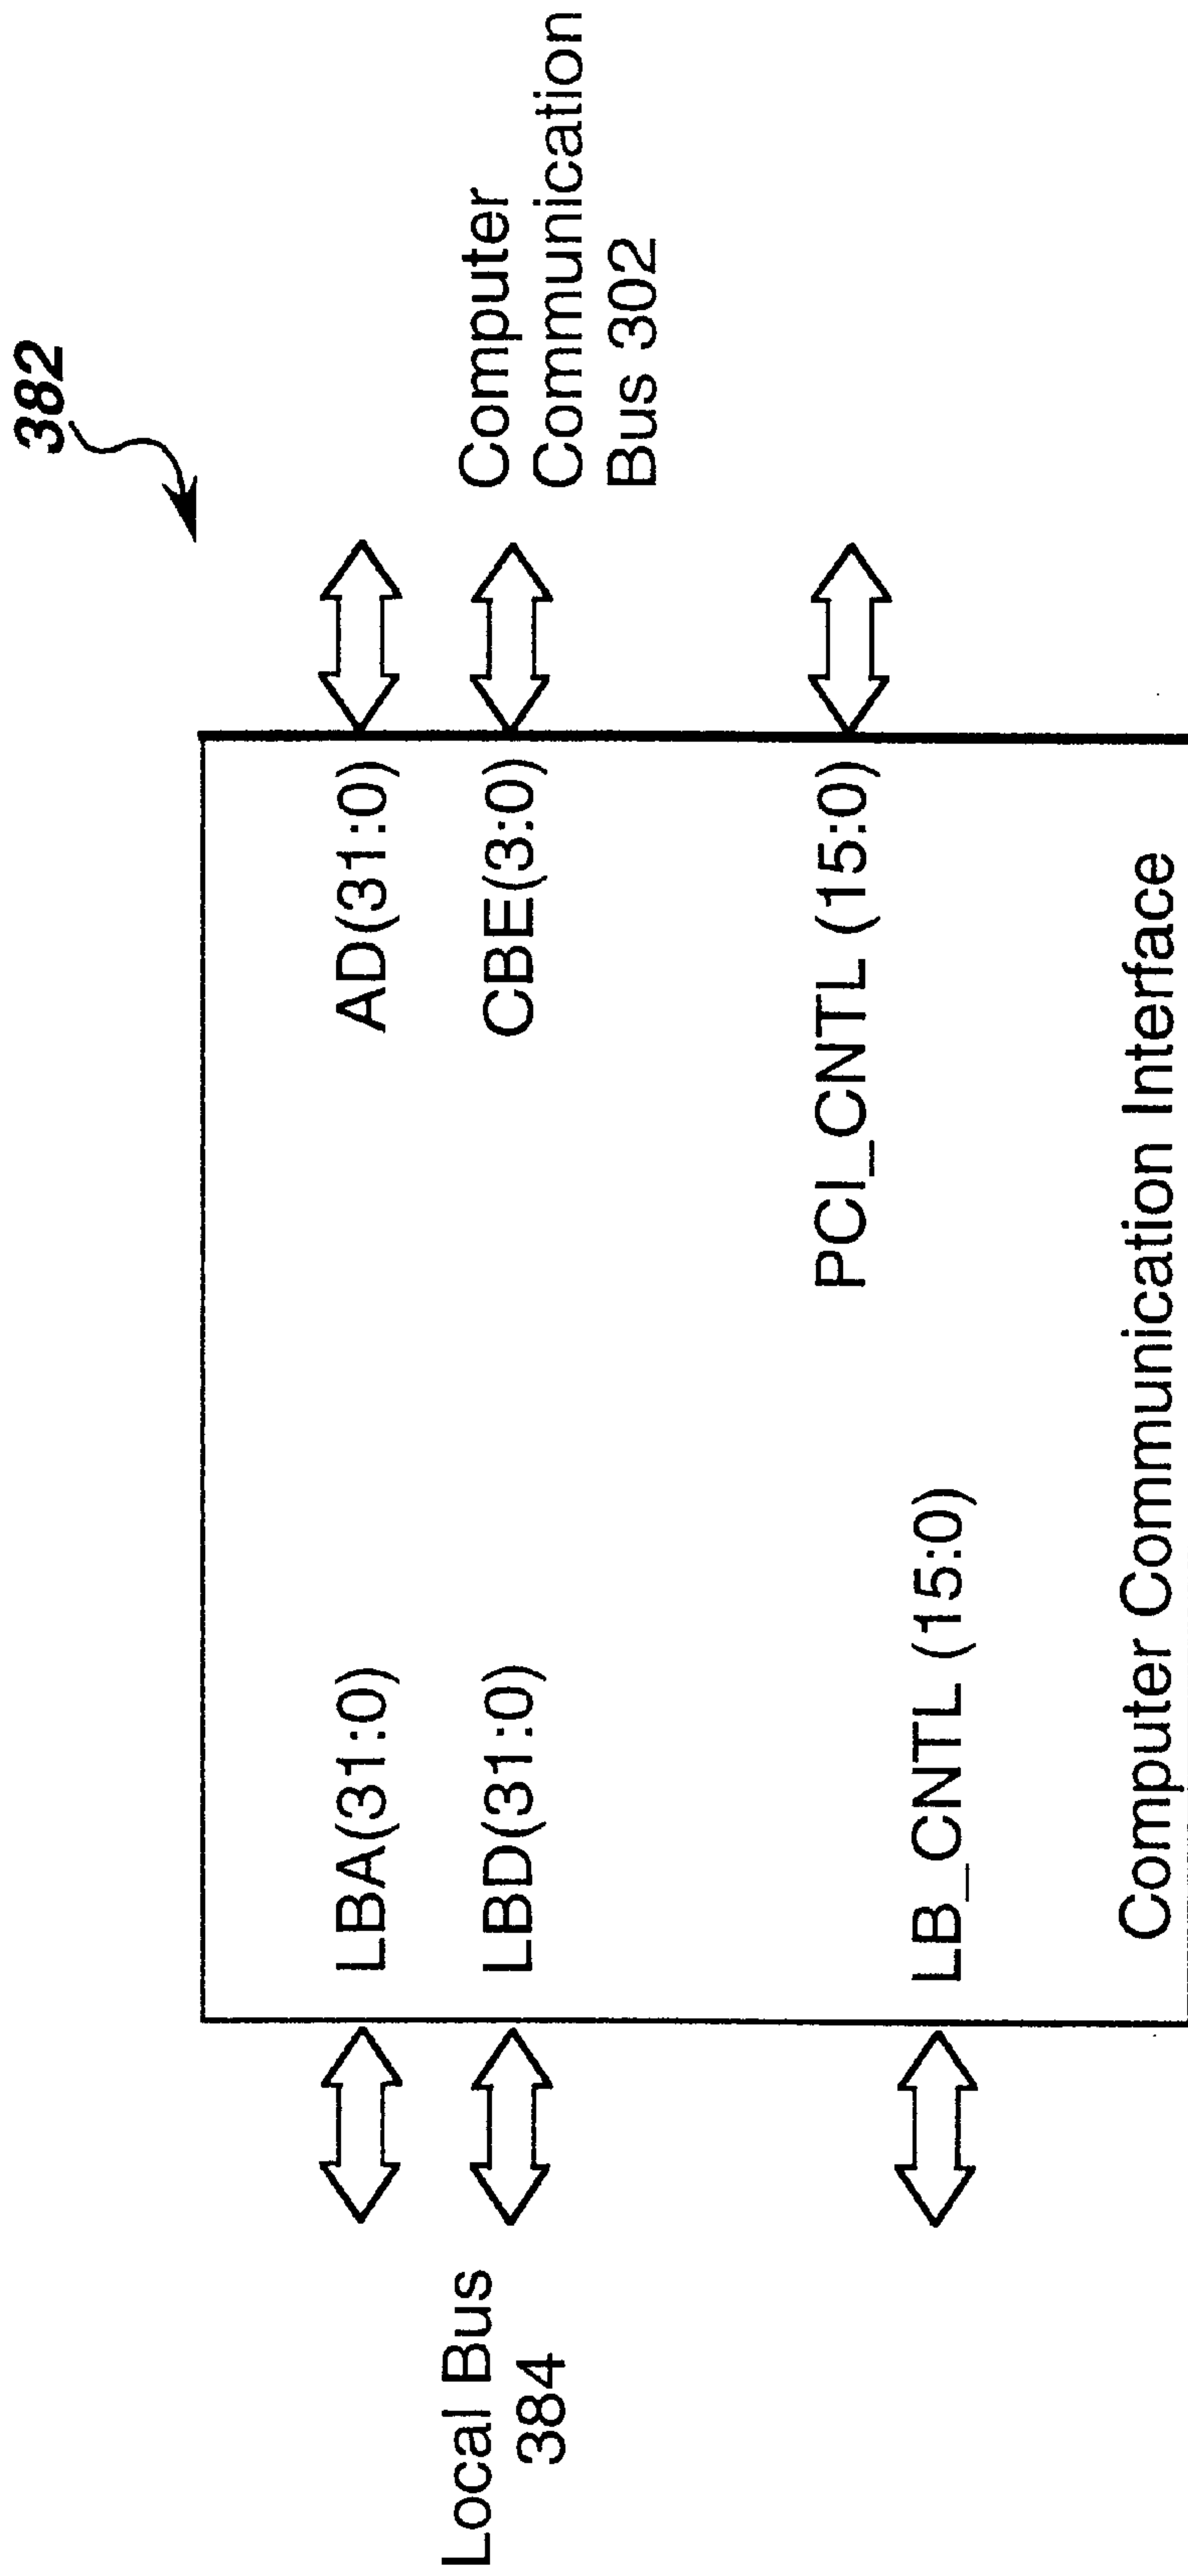 382
LBA(31:0)
AD(31:0)
LBD(31:0)
CBE(3:0)
Local Bus
384
Computer
Communication
Bus 302
PCI_CNTL (15:0)
LB_CNTL (15:0)
Computer Communication Interface